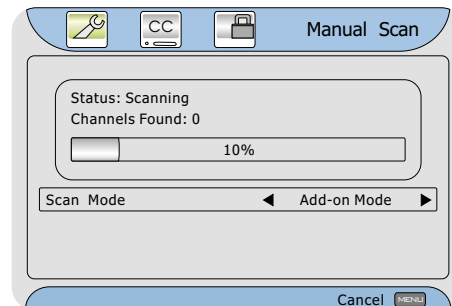 CC
Manual Scan
Status: Scanning
Channels Found: 0
10%
Scan Mode ◀ Add-on Mode ▶
Cancel MENU